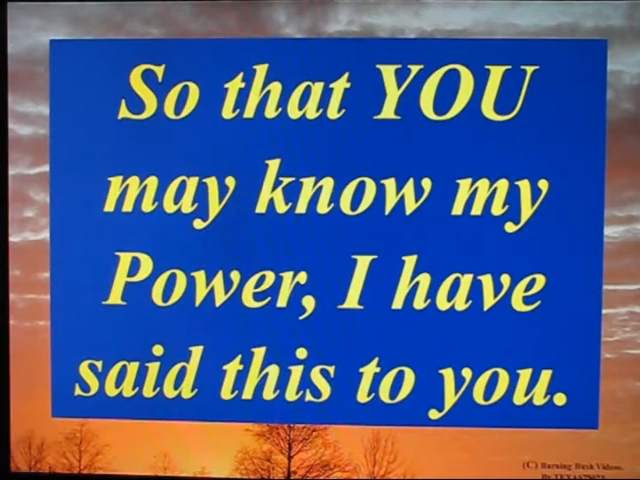 So that YOU
may know my
Power, I have
said this to you.
(C) Burning Bush Videos.